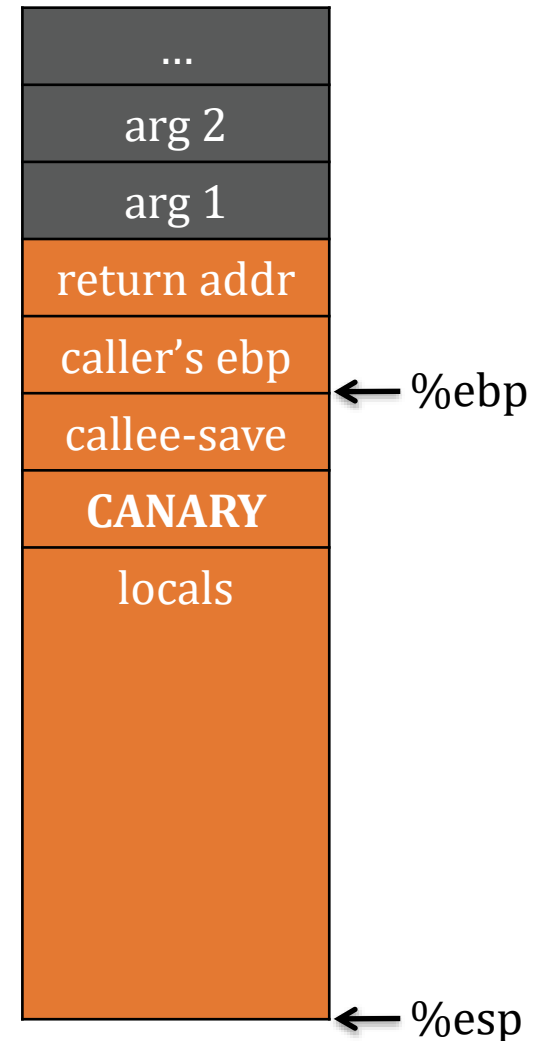 ...
arg 2
arg 1
return addr
caller’s ebp
%ebp
callee-save
CANARY
locals
%esp